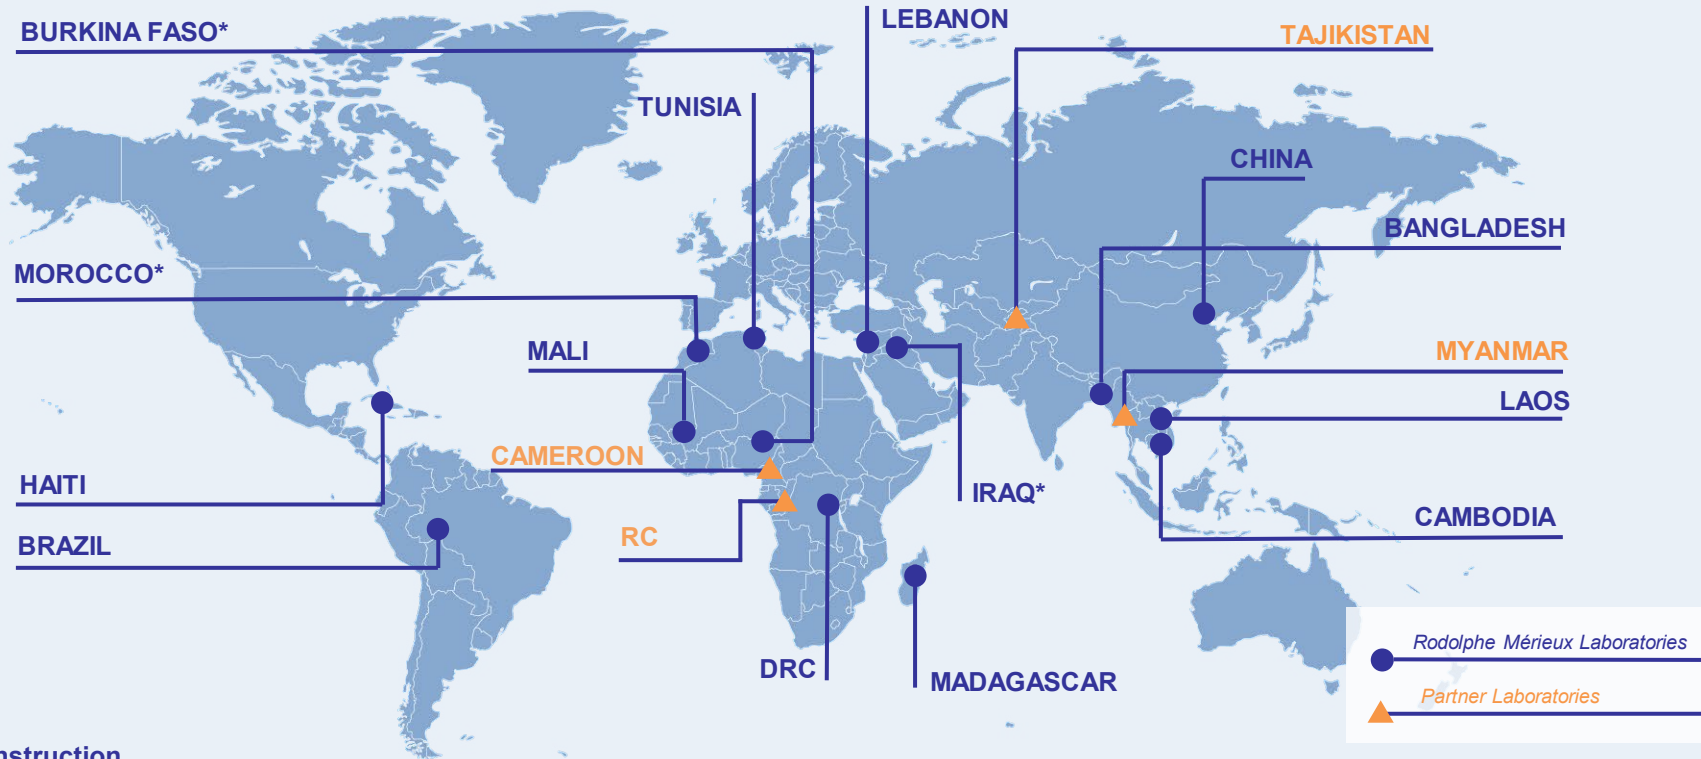 BURKINA FASO*
LEBANON
TAJIKISTAN
TUNISIA
CHINA
BANGLADESH
MOROCCO*
MALI
MYANMAR
LAOS
CAMEROON
HAITI
IRAQ*
CAMBODIA
RC
BRAZIL
DRC
MADAGASCAR
Rodolphe Mérieux Laboratories
Partner Laboratories
nstruction